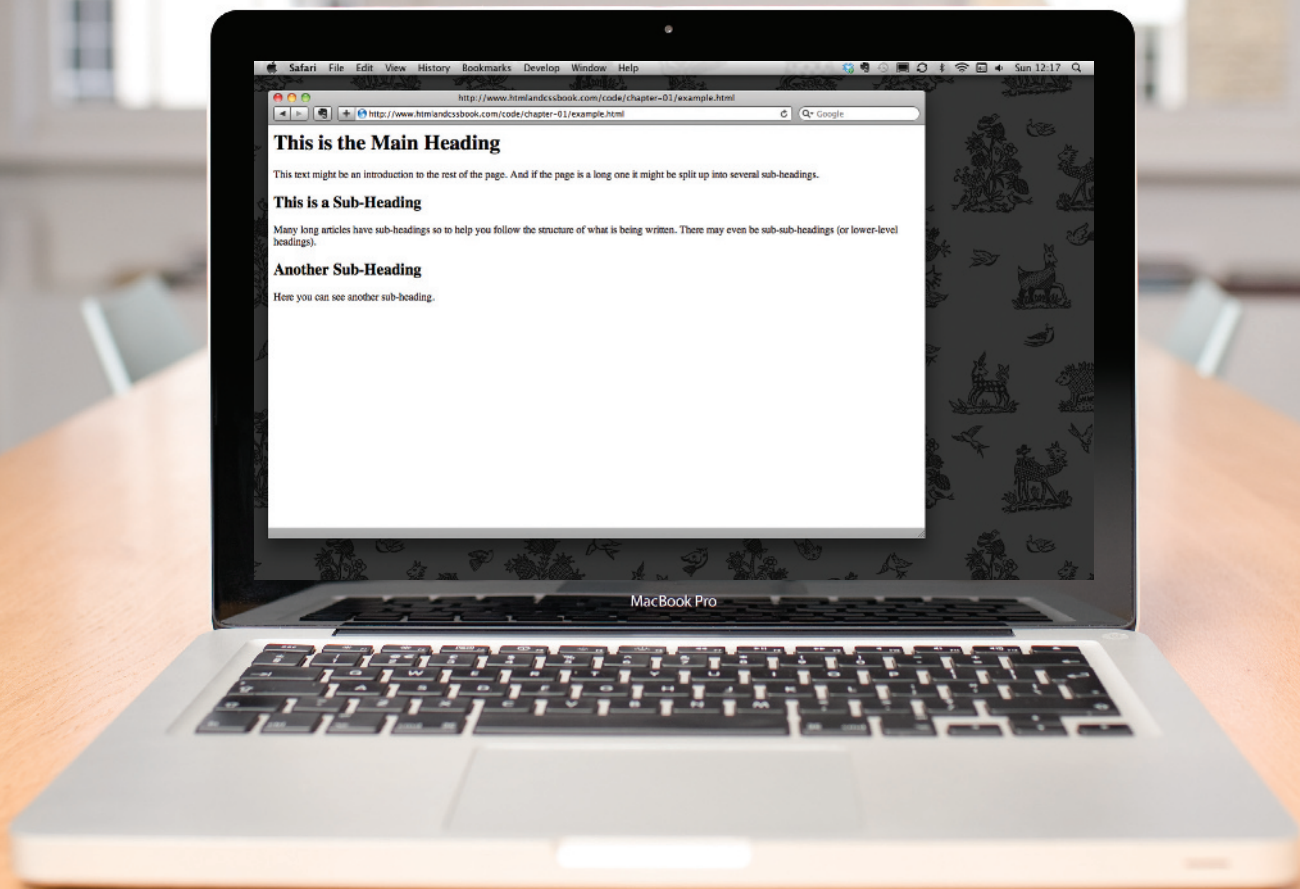 Safari File Edit View History Bookmarks Develop Window Help Sun 12:17
http://www.htmlandcssbook.com/code/chapter-01/example.html
http://www.htmlandcssbook.com/code/chapter-01/example.html Google
This is the Main Heading
This text might be an introduction to the rest of the page. And if the page is a long one it might be split up into several sub-headings.
This is a Sub-Heading
Many long articles have sub-headings so to help you follow the structure of what is being written. There may even be sub-sub-headings (or lower-level
headings).
Another Sub-Heading
Here you can see another sub-heading.
MacBook Pro
Q W E R T Y U I O P
A S D F G H J K L
Z X C V B N M